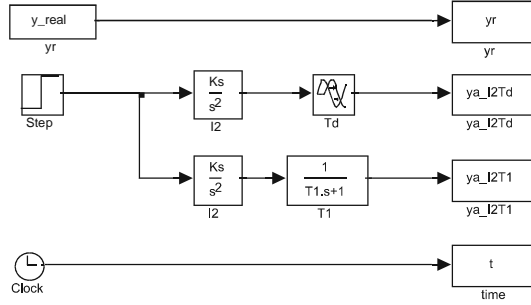 y_real
yr
yr
yr
Step
Ks
s2
I2
Td
ya_I2Td
ya_I2Td
Ks
s2
I2
1
T1.s+1
T1
ya_I2T1
ya_I2T1
Clock
t
time